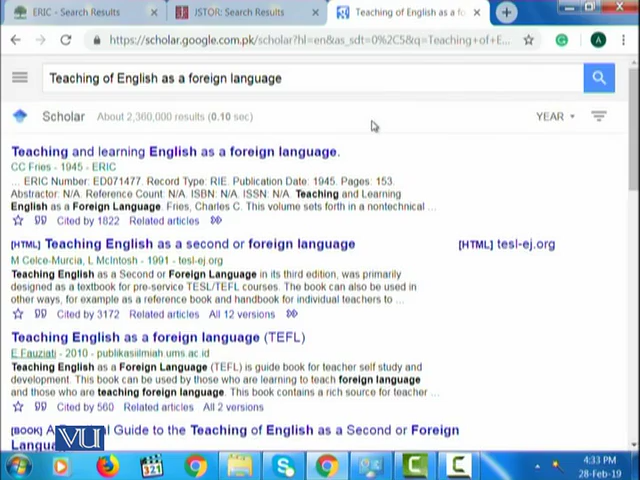 ERIC - Search Results
JSTOR: Search Results
Teaching of English as a fo
https://scholar.google.com.pk/scholar?hl=en&as_sdt=0%2C5&q=Teaching+of+E...
A
Teaching of English as a foreign language
Scholar
About 2,360,000 results (0.10 sec)
YEAR
Teaching and learning English as a foreign language.
CC Fries - 1945 - ERIC
... ERIC Number: ED071477. Record Type: RIE. Publication Date: 1945. Pages: 153.
Abstractor: N/A. Reference Count: N/A. ISBN: N/A. ISSN: N/A. Teaching and Learning
English as a Foreign Language. Fries, Charles C. This volume sets forth in a nontechnical ...
Cited by 1822 Related articles
[HTML] Teaching English as a second or foreign language
[HTML] tesl-ej.org
M Celce-Murcia, L McIntosh - 1991 - tesl-ej.org
Teaching English as a Second or Foreign Language in its third edition, was primarily
designed as a textbook for pre-service TESL/TEFL courses. The book can also be used in
other ways, for example as a reference book and handbook for individual teachers to ...
Cited by 3172 Related articles All 12 versions
Teaching English as a foreign language (TEFL)
E Fauziati - 2010 - publikasiilmiah.ums.ac.id
Teaching English as a Foreign Language (TEFL) is guide book for teacher self study and
development. This book can be used by those who are learning to teach foreign language
and those who are teaching foreign language. This book contains a rich source for teacher ...
Cited by 560 Related articles All 2 versions
[BOOK] A Guide to the Teaching of English as a Second or Foreign
Langua
VU
321
4:33 PM
28-Feb-19